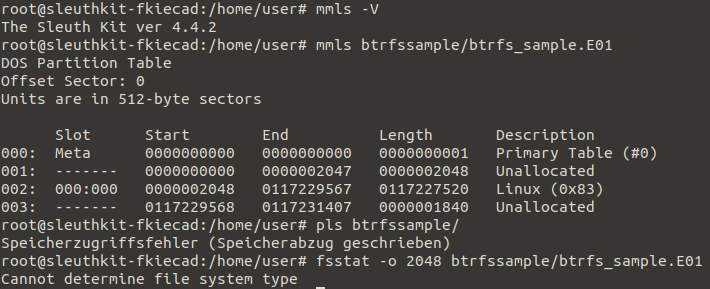 root@sleuthkit-fkiecad:/home/user# mmls -V
The Sleuth Kit ver 4.4.2
root@sleuthkit-fkiecad:/home/user# mmls btrfssample/btrfs_sample.E01
DOS Partition Table
Offset Sector: 0
Units are in 512-byte sectors
Slot Start End Length Description
000: Meta 0000000000 0000000000 0000000001 Primary Table (#0)
001: ------- 0000000000 0000002047 0000002048 Unallocated
002: 000:000 0000002048 0117229567 0117227520 Linux (0x83)
003: ------- 0117229568 0117231407 0000001840 Unallocated
root@sleuthkit-fkiecad:/home/user# pls btrfssample/
Speicherzugriffsfehler (Speicherabzug geschrieben)
root@sleuthkit-fkiecad:/home/user# fsstat -o 2048 btrfssample/btrfs_sample.E01
Cannot determine file system type